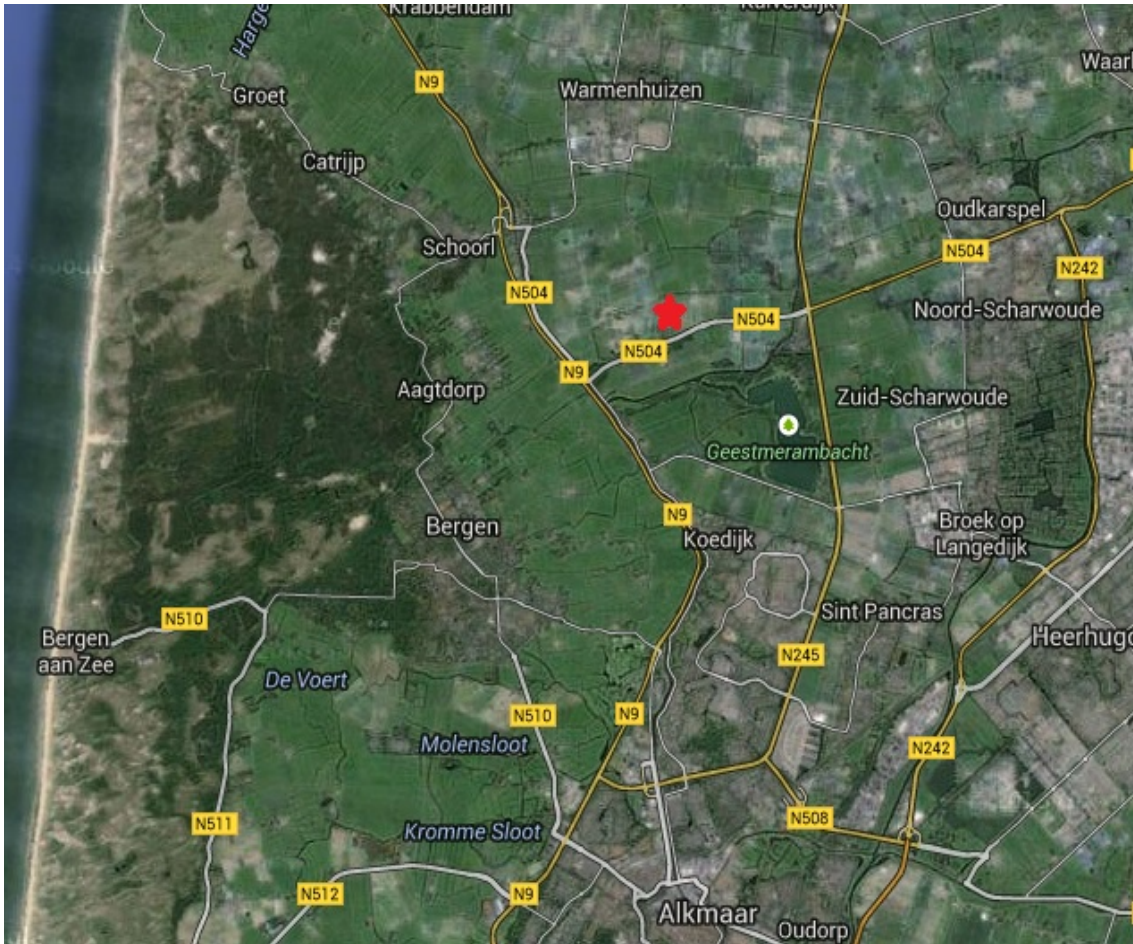 Krabbendam
Harge
N9
Groet
Warmenhuizen
Catrijp
Oudkarspel
Schoorl
N504
N242
N504
Noord-Scharwoude
N504
N504
N9
Aagtdorp
Zuid-Scharwoude
Geestmerambacht
N9
Bergen
Koedijk
Broek op
Langedijk
N510
Sint Pancras
Bergen
aan Zee
Heerhugo
N245
De Voert
N510
N9
Molensloot
N242
N511
Kromme Sloot
N508
N512
N9
Alkmaar
Oudorp